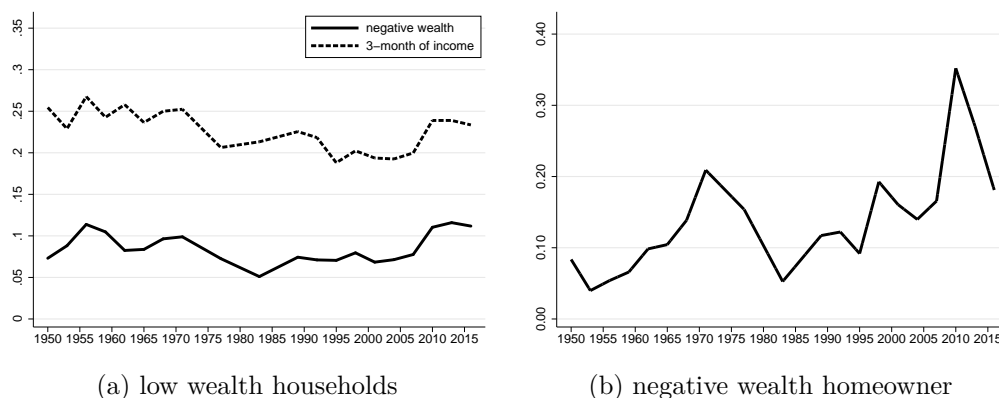 negative wealth
3−month of income
.35
.3
.25
.2
.15
.1
.05
0
1950 1955 1960 1965 1970 1975 1980 1985 1990 1995 2000 2005 2010 2015
(a) low wealth households
0.40
0.30
0.20
0.10
0.00
1950 1955 1960 1965 1970 1975 1980 1985 1990 1995 2000 2005 2010 2015
(b) negative wealth homeowner